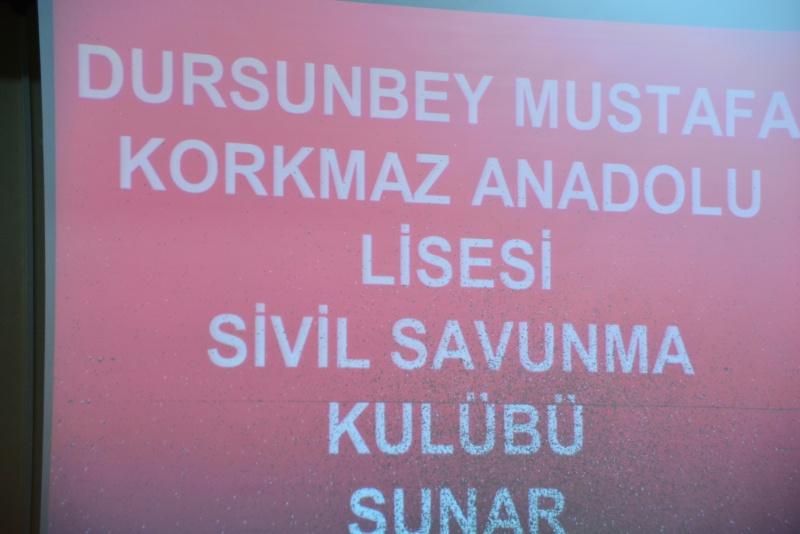 DURSUNBEY MUSTAFA
KORKMAZ ANADOLU
LİSESİ
SİVİL SAVUNMA
KULÜBÜ
SUNAR